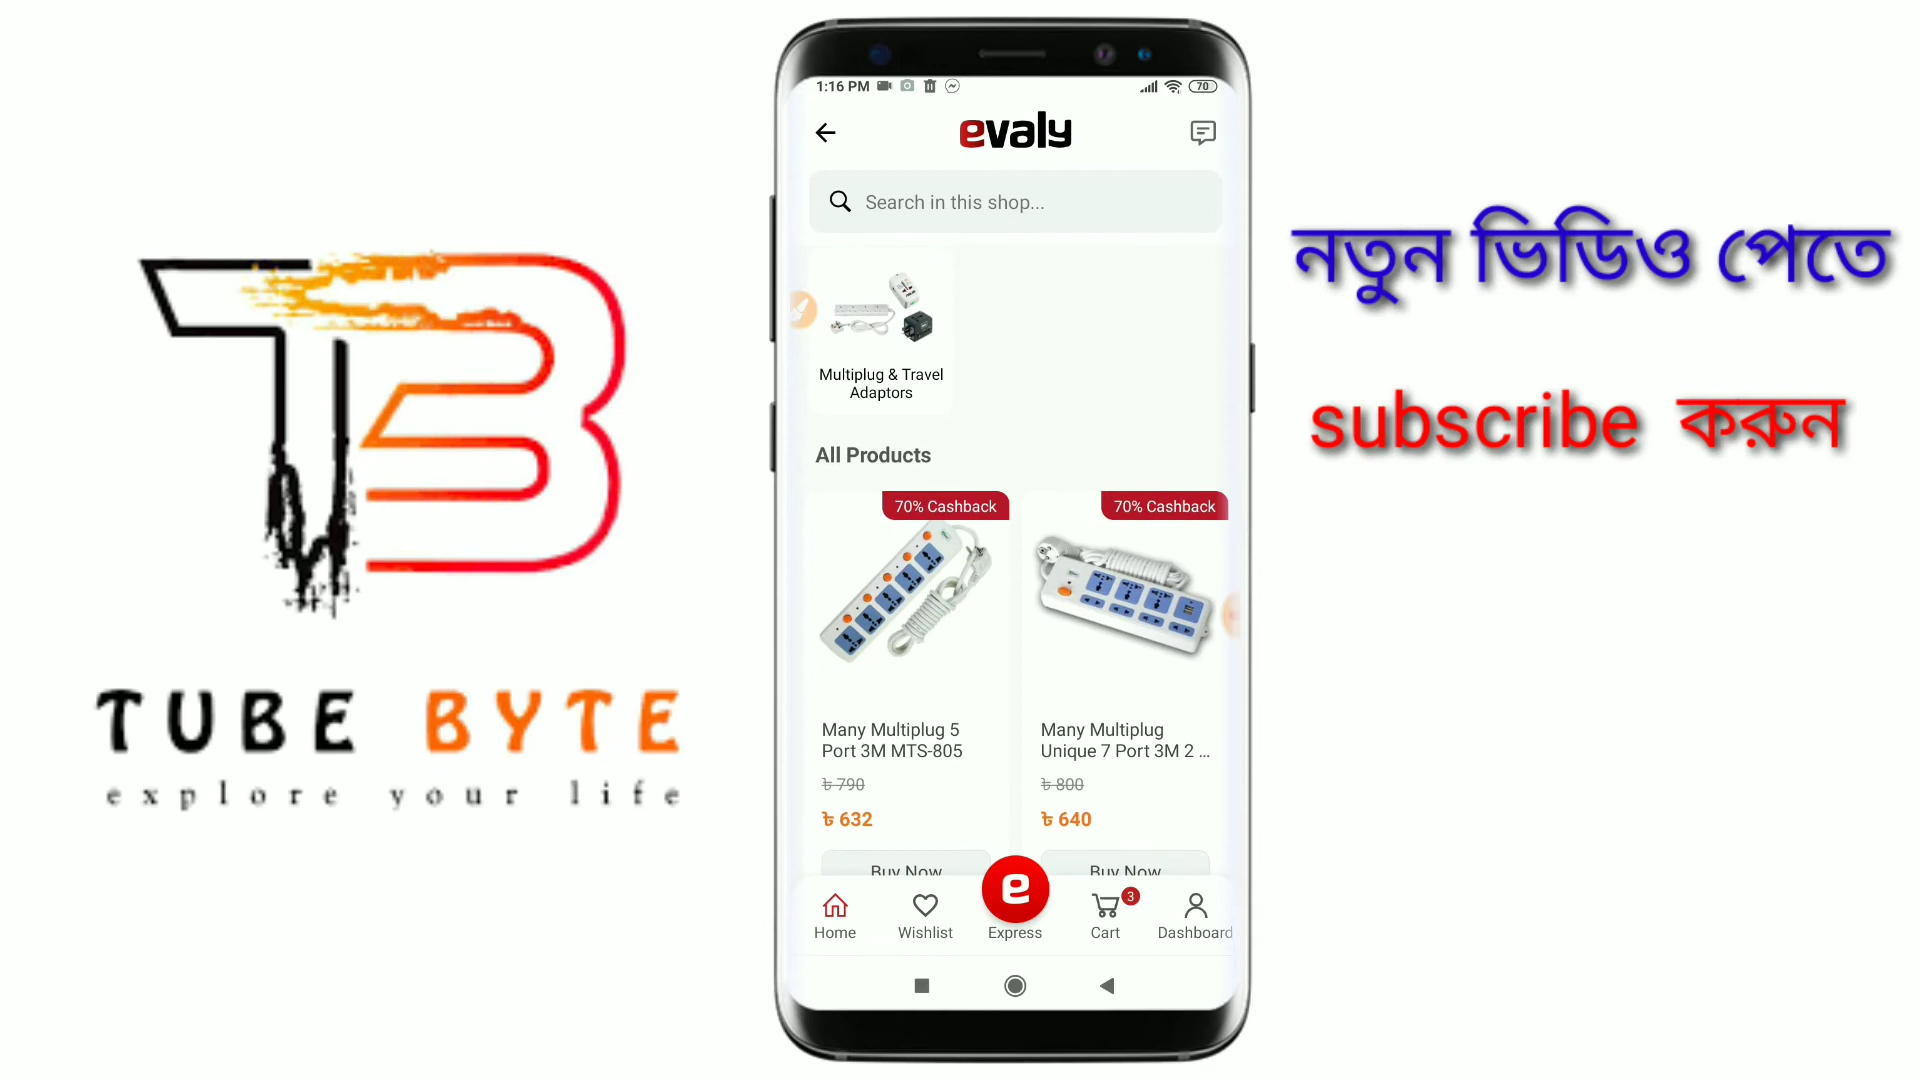 TB
TUBE BYTE
explore your life
1:16 PM
70
evaly
Search in this shop...
Multiplug & Travel
Adaptors
All Products
70% Cashback
70% Cashback
Many Multiplug 5
Port 3M MTS-805
৳ 790
৳ 632
Buy Now
Many Multiplug
Unique 7 Port 3M 2 ...
৳ 800
৳ 640
Buy Now
Home
Wishlist
e
Express
3
Cart
Dashboard
নতুন ভিডিও পেতে
subscribe করুন